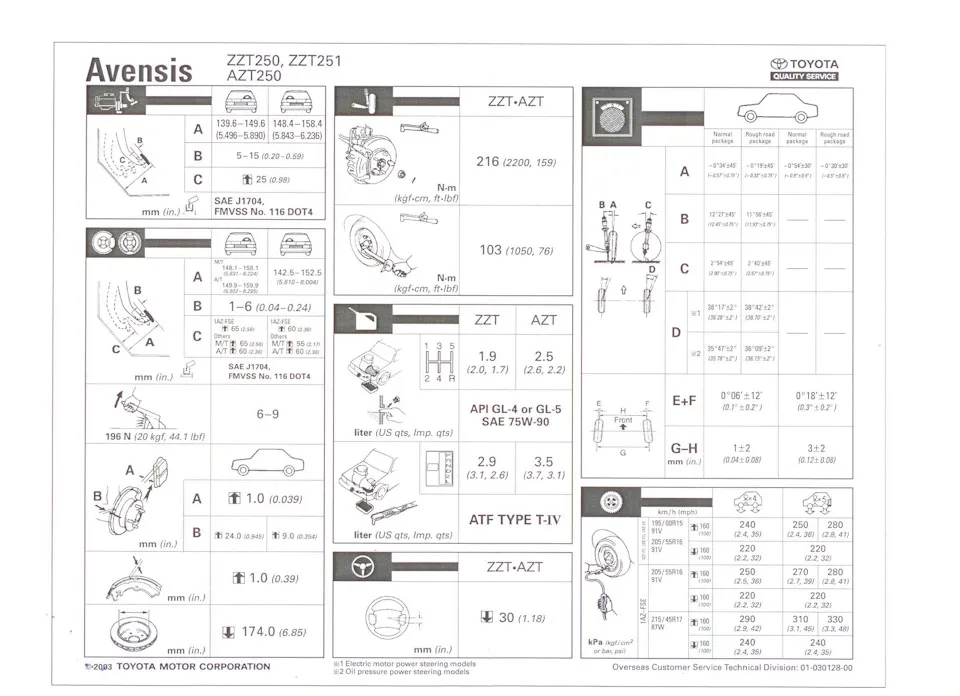 Avensis
ZZT250, ZZT251
AZT250
TOYOTA
QUALITY SERVICE
A
139.6–149.6 148.4–158.4
(5.496–5.890) (5.843–6.236)
B
5–15 (0.20–0.59)
C
25 (0.98)
B
C
A
mm (in.)
SAE J1704,
FMVSS No. 116 DOT4
A
M/T
148.1–158.1
(5.831–6.224)
A/T
149.9–159.9
(5.902–6.295)
142.5–152.5
(5.610–6.004)
B
1–6 (0.04–0.24)
C
1AZ-FSE
65 (2.56)
Others
M/T 65 (2.56)
A/T 60 (2.36)
1AZ-FSE
60 (2.36)
Others
M/T 55 (2.17)
A/T 60 (2.36)
B
A
C
mm (in.)
SAE J1704,
FMVSS No. 116 DOT4
196 N (20 kgf, 44.1 lbf)
6–9
A
B
mm (in.)
A
1.0 (0.039)
B
24.0 (0.945) 9.0 (0.354)
mm (in.)
1.0 (0.39)
mm (in.)
174.0 (6.85)
ZZT•AZT
216 (2200, 159)
N-m
(kgf-cm, ft-lbf)
103 (1050, 76)
N-m
(kgf-cm, ft-lbf)
ZZT AZT
1 3 5
2 4 R
1.9
(2.0, 1.7)
2.5
(2.6, 2.2)
API GL-4 or GL-5
SAE 75W-90
liter (US qts, Imp. qts)
2.9
(3.1, 2.6)
3.5
(3.7, 3.1)
ATF TYPE T-IV
liter (US qts, Imp. qts)
ZZT•AZT
30 (1.18)
mm (in.)
Normal package
Rough road package
Normal package
Rough road package
B A C
D
A
−0°34'±45' −0°19'±45' −0°54'±30' −0°30'±30'
(−0.57°±0.75°) (−0.32°±0.75°) (−0.9°±0.5°) (−0.5°±0.5°)
B
12°27'±45' 11°56'±45'
(12.45°±0.75°) (11.93°±0.75°)
C
2°54'±45' 2°40'±45'
(2.90°±0.75°) (2.67°±0.75°)
D
※1
38°17'±2° 38°42'±2°
(38.28°±2°) (38.70°±2°)
※2
35°47'±2° 36°09'±2°
(35.78°±2°) (36.15°±2°)
E F
H
Front
G
E+F
0°06'±12'
(0.1°±0.2°)
0°18'±12'
(0.3°±0.2°)
G–H
mm (in.)
1±2
(0.04±0.08)
3±2
(0.12±0.08)
km/h (mph)
×4
×5
195/60R15
91V
205/55R16
91V
160
(100)
240
(2.4, 35)
250
(2.4, 36)
280
(2.8, 41)
160
(100)
220
(2.2, 32)
220
(2.2, 32)
1AZ-FSE
205/55R16
91V
160
(100)
250
(2.5, 36)
270
(2.7, 39)
280
(2.8, 41)
160
(100)
220
(2.2, 32)
220
(2.2, 32)
215/45R17
87W
160
(100)
290
(2.9, 42)
310
(3.1, 45)
330
(3.3, 48)
160
(100)
240
(2.4, 35)
240
(2.4, 35)
kPa (kgf/cm²
or bar, psi)
©2003 TOYOTA MOTOR CORPORATION
※1 Electric motor power steering models
※2 Oil pressure power steering models
Overseas Customer Service Technical Division: 01-030128-00